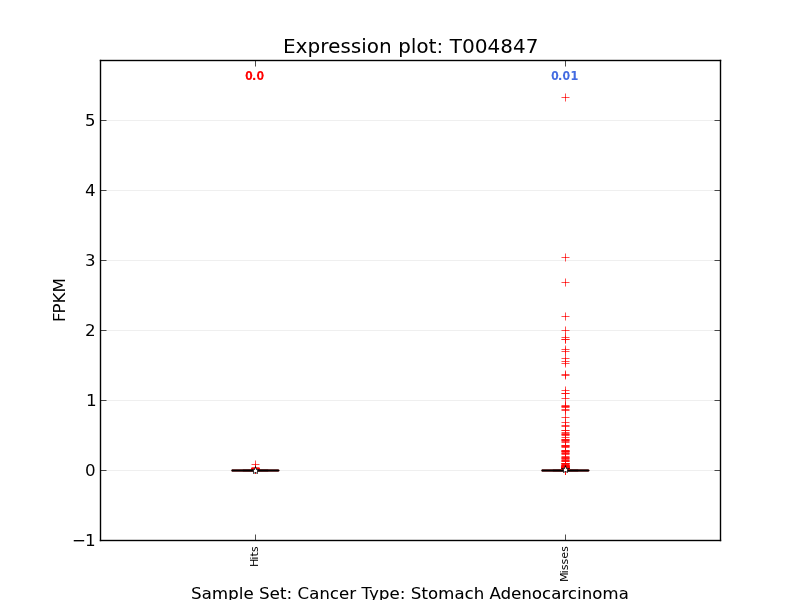 Expression plot: T004847
0.0
0.01
5
4
3
2
1
0
−1
FPKM
Hits
Misses
Sample Set: Cancer Type: Stomach Adenocarcinoma